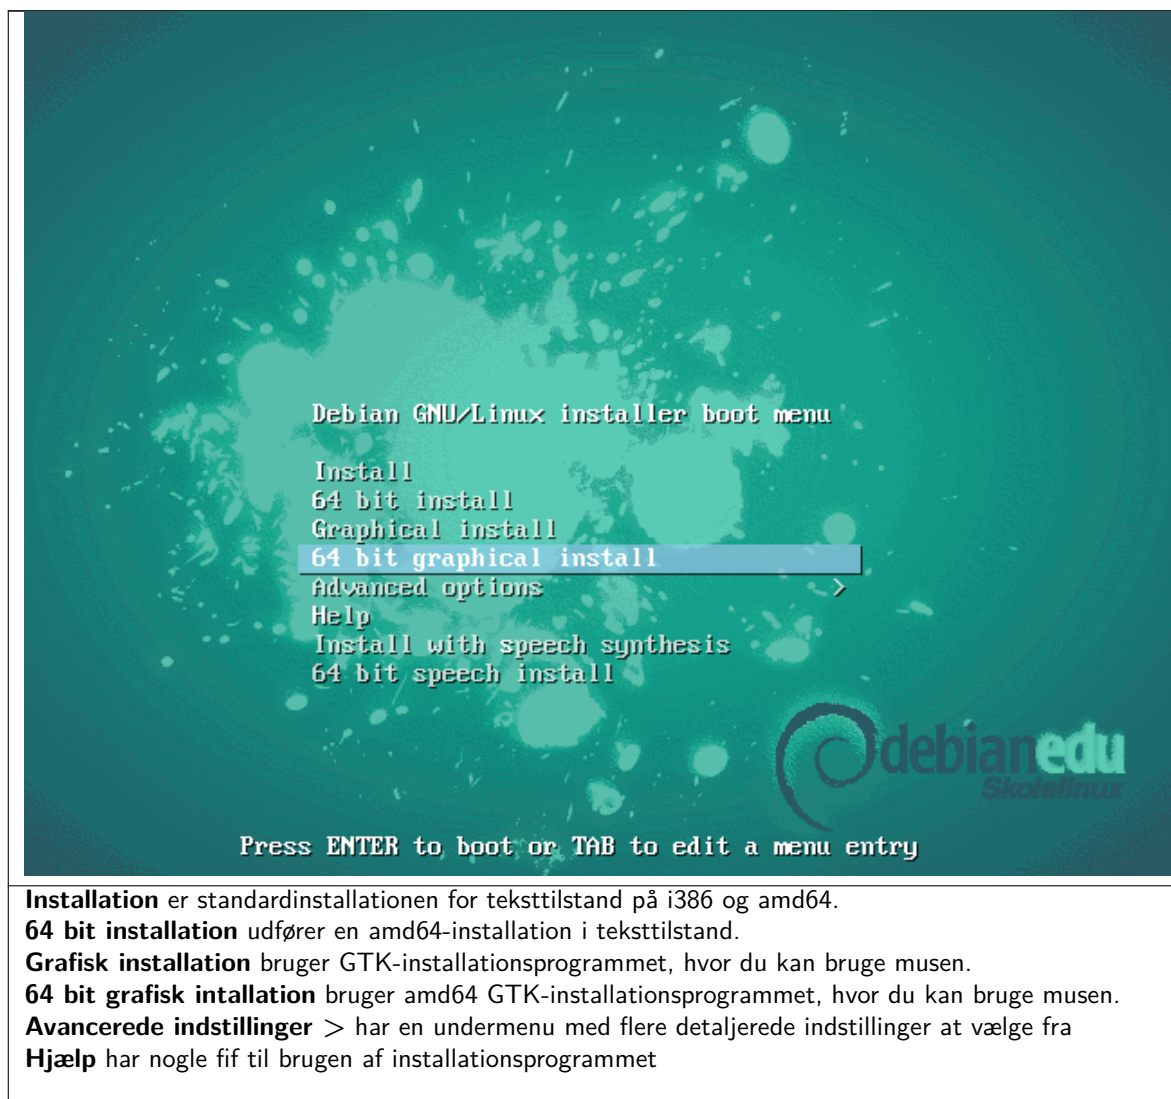 Debian GNU/Linux installer boot menu
Install
64 bit install
Graphical install
64 bit graphical install
Advanced options >
Help
Install with speech synthesis
64 bit speech install
debianedu
Skolelinux
Press ENTER to boot or TAB to edit a menu entry
Installation er standardinstallationen for teksttilstand på i386 og amd64.
64 bit installation udfører en amd64-installation i teksttilstand.
Grafisk installation bruger GTK-installationsprogrammet, hvor du kan bruge musen.
64 bit grafisk intallation bruger amd64 GTK-installationsprogrammet, hvor du kan bruge musen.
Avancerede indstillinger > har en undermenu med flere detaljerede indstillinger at vælge fra
Hjælp har nogle fif til brugen af installationsprogrammet